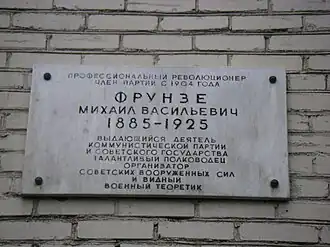 ПРОФЕССИОНАЛЬНЫЙ РЕВОЛЮЦИОНЕР
ЧЛЕН ПАРТИИ С 1904 ГОДА
ФРУНЗЕ
МИХАИЛ ВАСИЛЬЕВИЧ
1885-1925
ВЫДАЮЩИЙСЯ ДЕЯТЕЛЬ
КОММУНИСТИЧЕСКОЙ ПАРТИИ
И СОВЕТСКОГО ГОСУДАРСТВА
ТАЛАНТЛИВЫЙ ПОЛКОВОДЕЦ
ОРГАНИЗАТОР
СОВЕТСКИХ ВООРУЖЕННЫХ СИЛ
И ВИДНЫЙ
ВОЕННЫЙ ТЕОРЕТИК